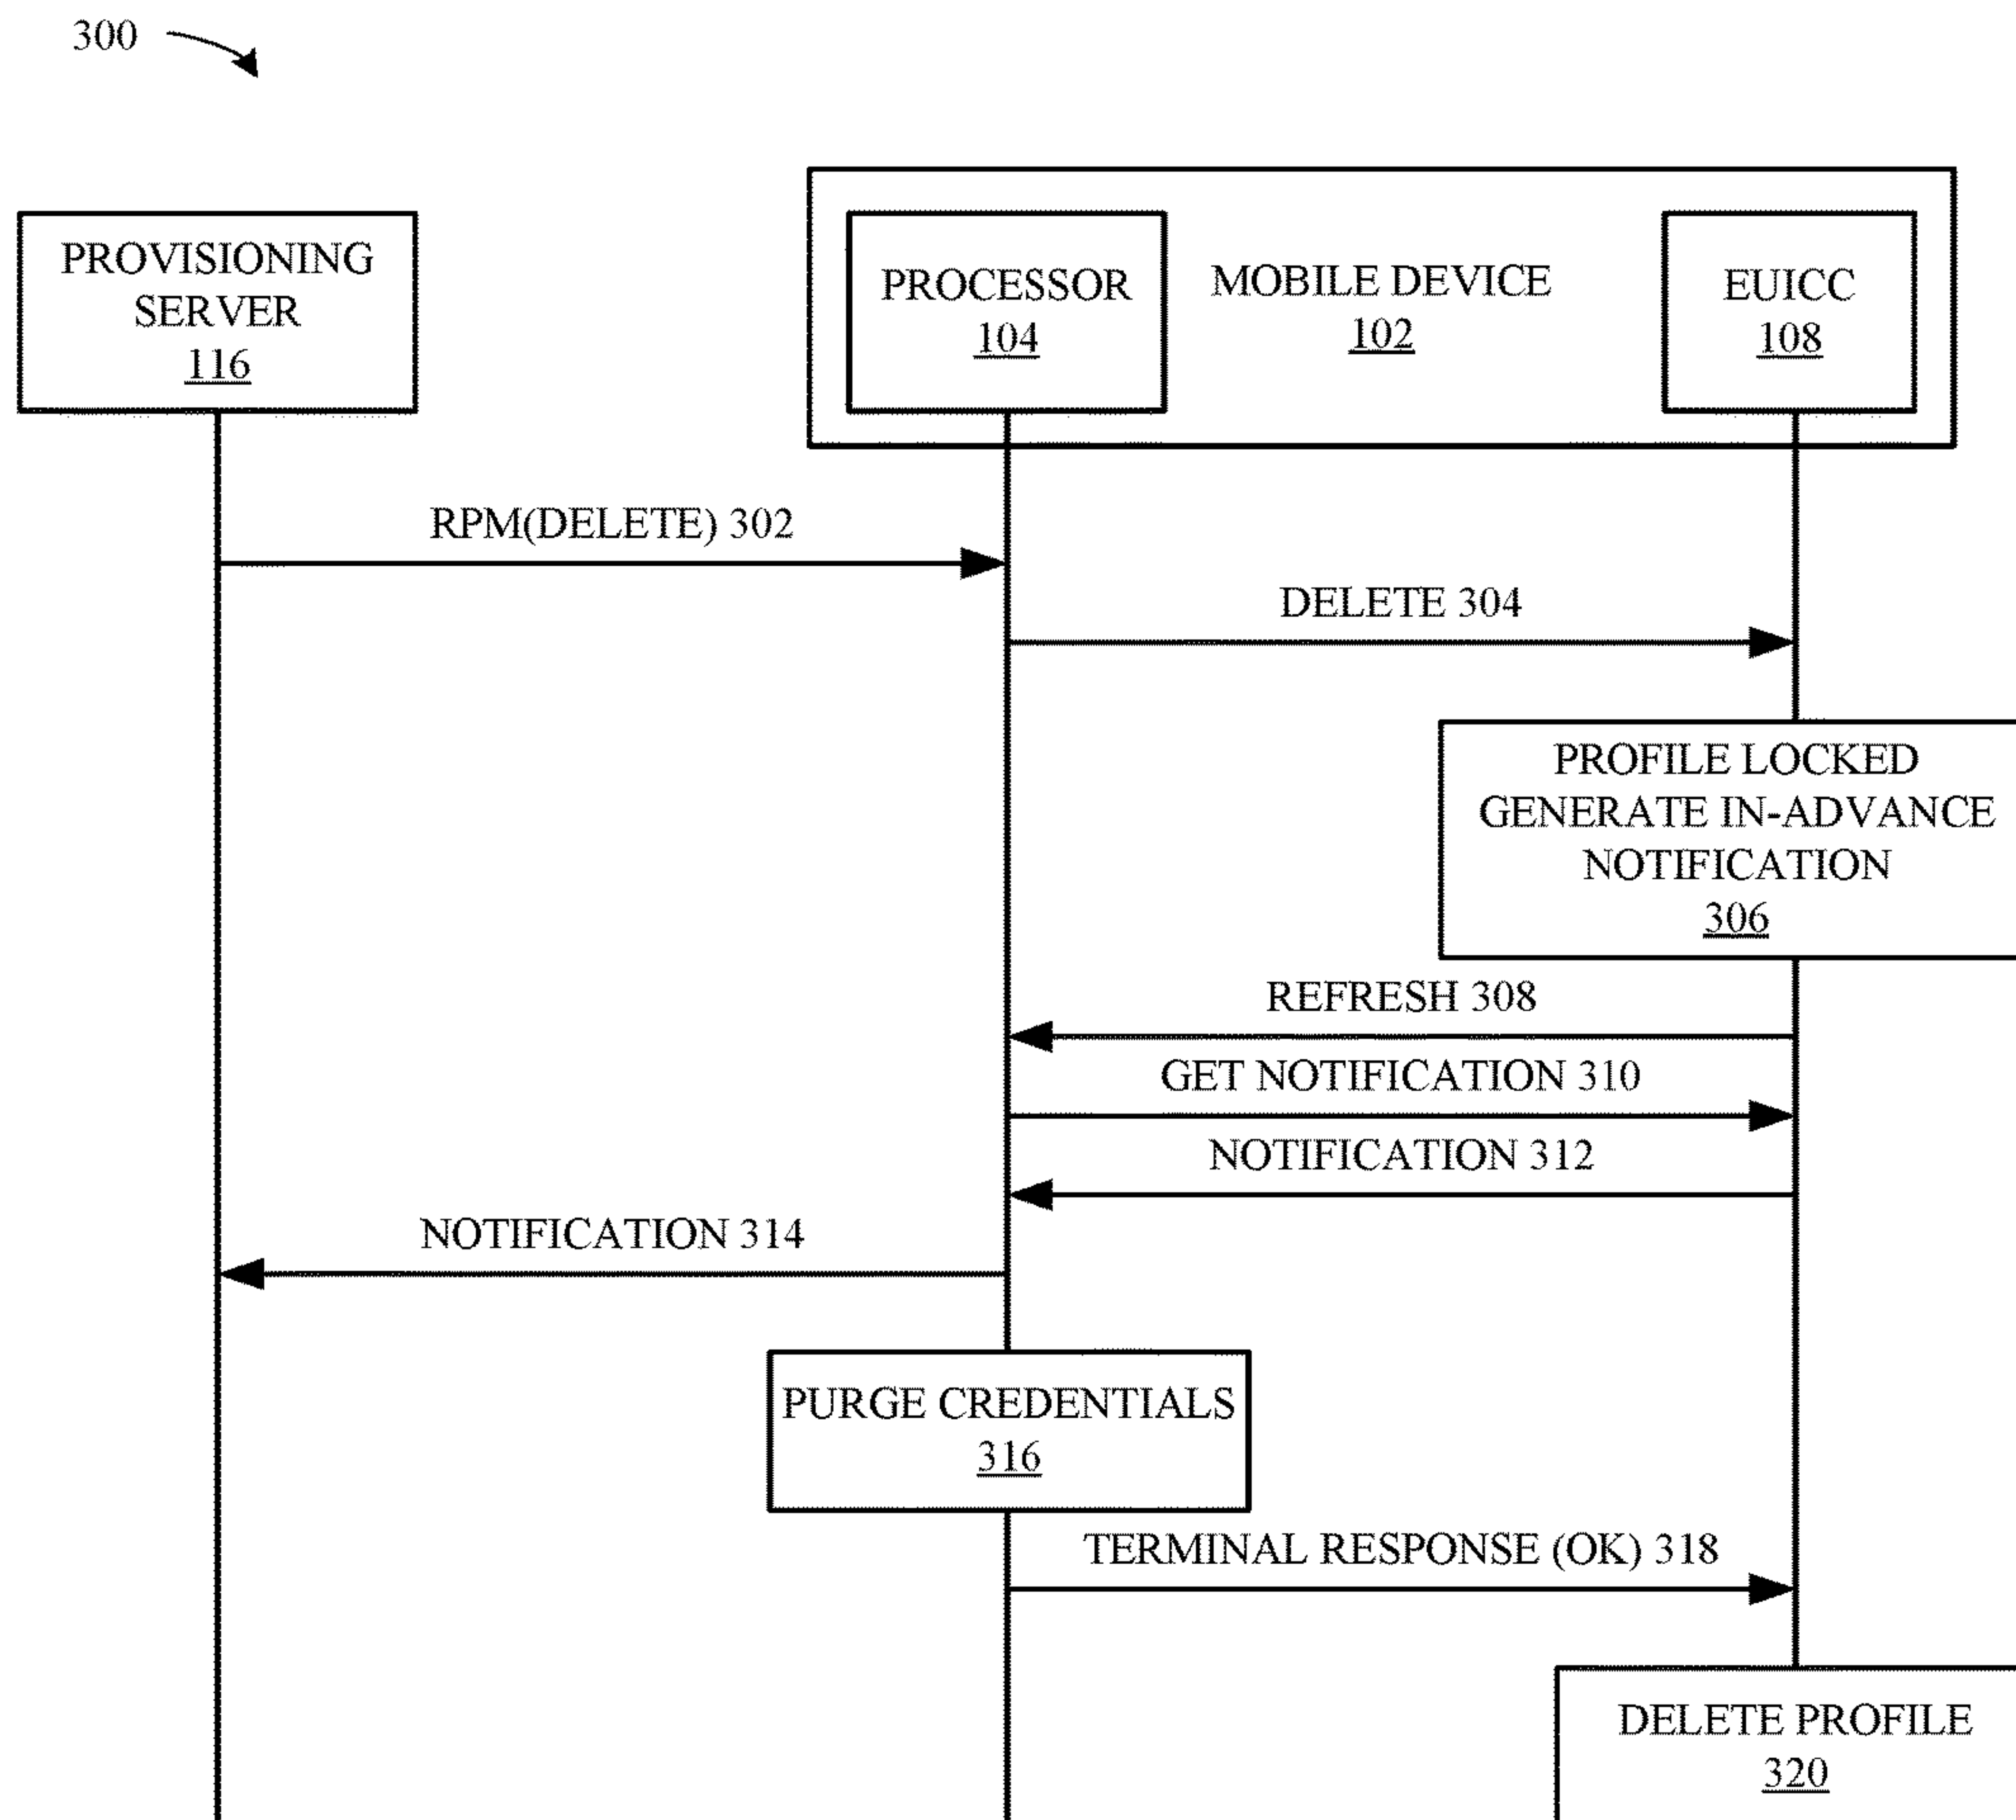 300
PROVISIONING
SERVER
116
PROCESSOR
104
MOBILE DEVICE
102
EUICC
108
RPM(DELETE) 302
DELETE 304
PROFILE LOCKED
GENERATE IN-ADVANCE
NOTIFICATION
306
REFRESH 308
GET NOTIFICATION 310
NOTIFICATION 312
NOTIFICATION 314
PURGE CREDENTIALS
316
TERMINAL RESPONSE (OK) 318
DELETE PROFILE
320